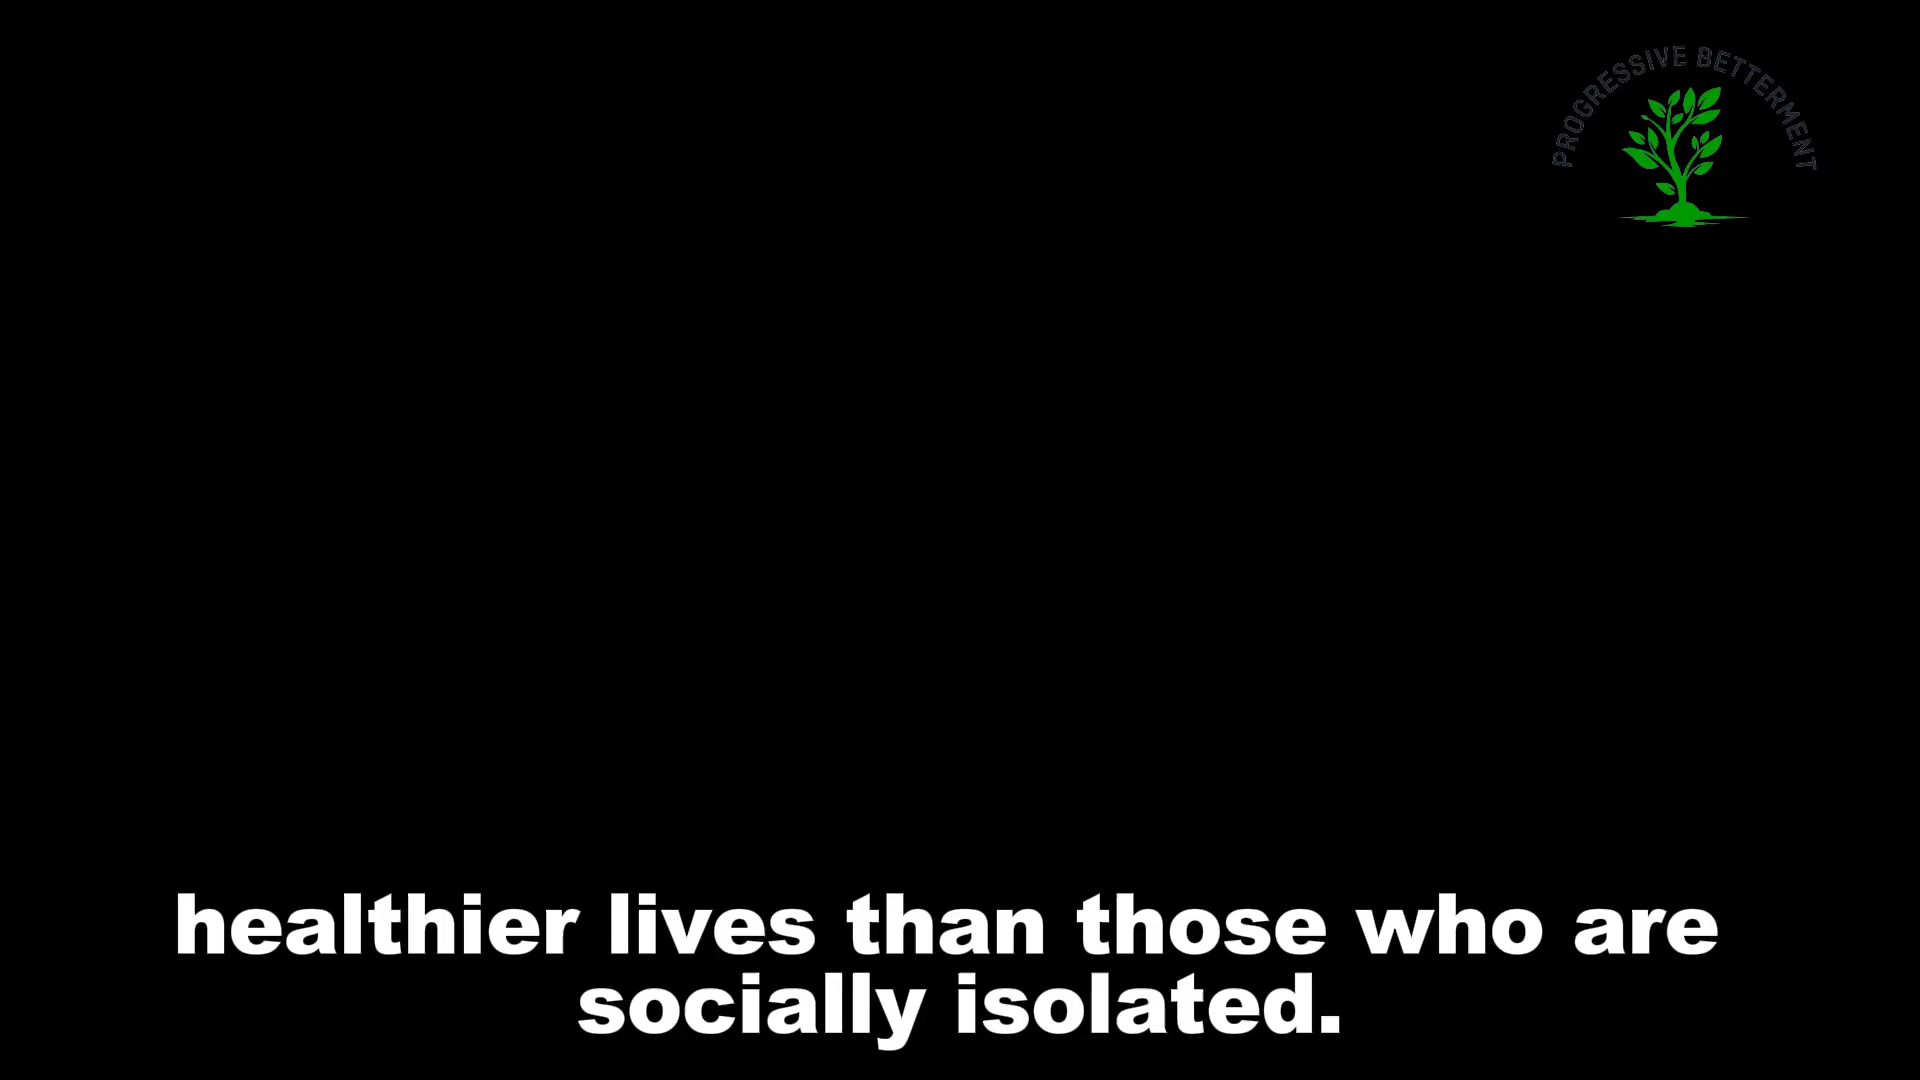 PROGRESSIVE BETTERMENT
healthier lives than those who are
socially isolated.